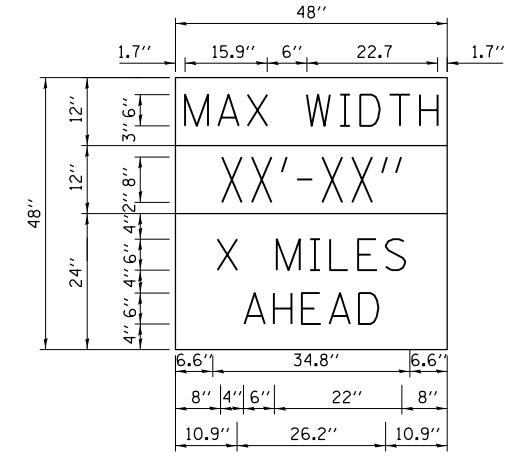 48''
1.7'' 15.9'' 6'' 22.7 1.7''
48''
12'' 3'' 6'' MAX WIDTH
12'' 2'' 8'' XX'-XX''
24'' 4'' 6'' 4'' 6'' 4''
X MILES
AHEAD
6.6'' 34.8'' 6.6''
8'' 4'' 6'' 22'' 8''
10.9'' 26.2'' 10.9''